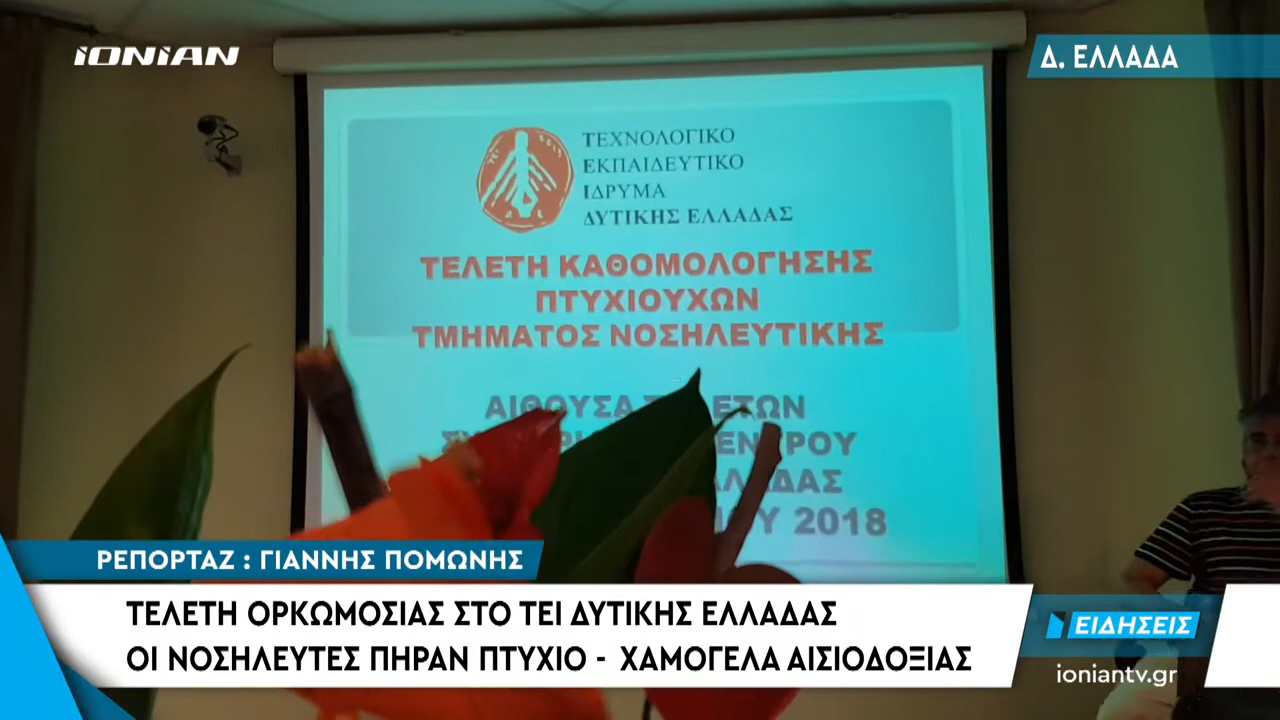 IONIAN
Δ. ΕΛΛΑΔΑ
ΤΕΧΝΟΛΟΓΙΚΟ
ΕΚΠΑΙΔΕΥΤΙΚΟ
ΙΔΡΥΜΑ
ΔΥΤΙΚΗΣ ΕΛΛΑΔΑΣ
ΤΕΛΕΤΗ ΚΑΘΟΜΟΛΟΓΗΣΗΣ
ΠΤΥΧΙΟΥΧΩΝ
ΤΜΗΜΑΤΟΣ ΝΟΣΗΛΕΥΤΙΚΗΣ
ΑΙΘΟΥΣΑ
2018
ΡΕΠΟΡΤΑΖ : ΓΙΑΝΝΗΣ ΠΟΜΩΝΗΣ
ΤΕΛΕΤΗ ΟΡΚΩΜΟΣΙΑΣ ΣΤΟ ΤΕΙ ΔΥΤΙΚΗΣ ΕΛΛΑΔΑΣ
ΟΙ ΝΟΣΗΛΕΥΤΕΣ ΠΗΡΑΝ ΠΤΥΧΙΟ - ΧΑΜΟΓΕΛΑ ΑΙΣΙΟΔΟΞΙΑΣ
ΕΙΔΗΣΕΙΣ
ioniantv.gr